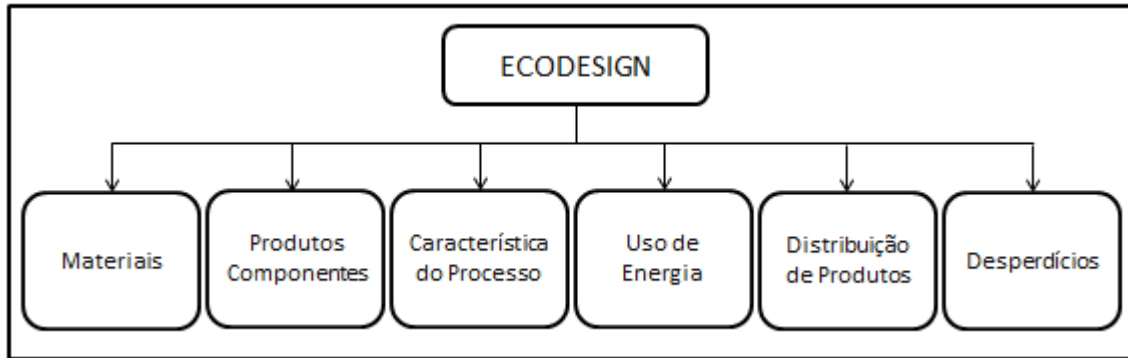 ECODESIGN
Materiais
Produtos
Componentes
Característica
do Processo
Uso de
Energia
Distribuição
de Produtos
Desperdícios